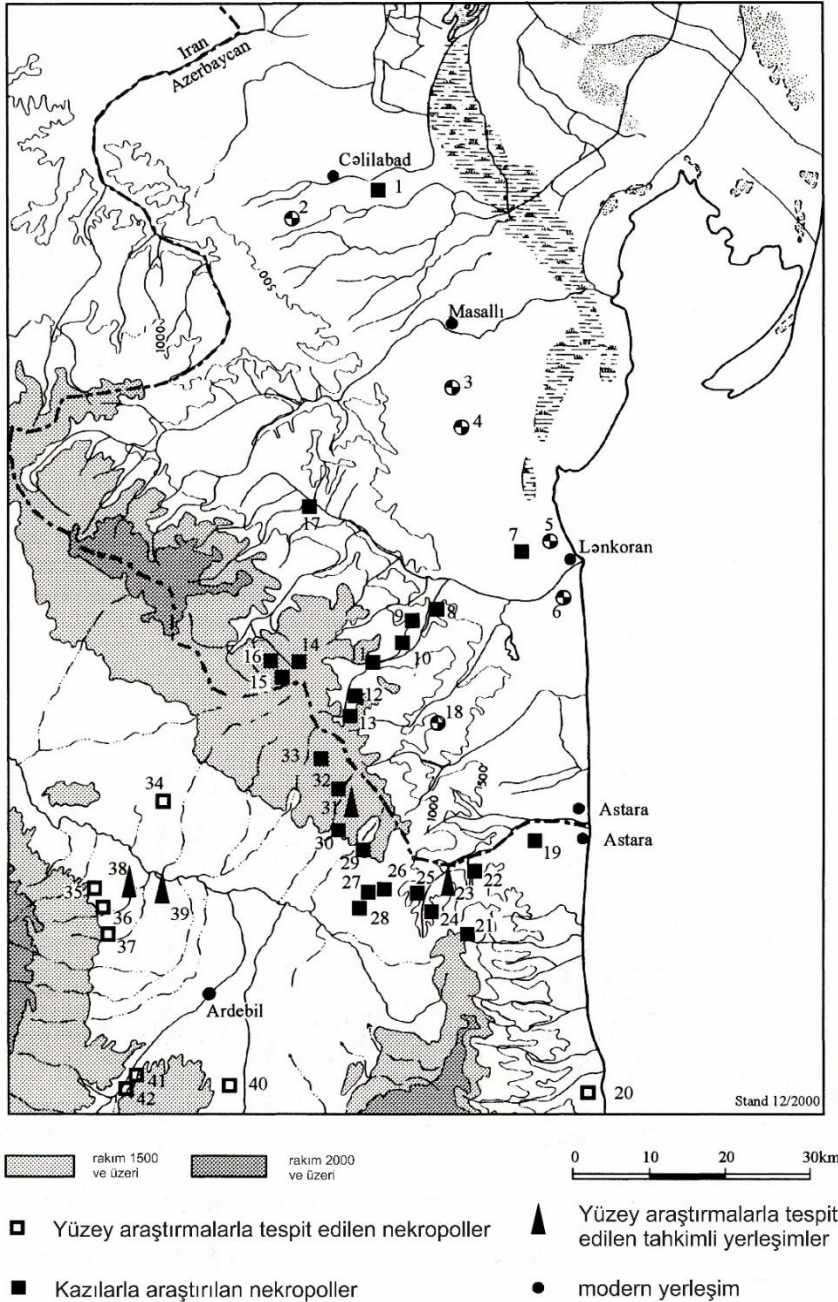 Iran
Azerbaycan
Cəlilabad
1
2
500
1000
Masallı
3
4
17
7
5
Lənkoran
6
8
9
10
11
16
14
15
12
13
18
33
34
32
31
500
1000
Astara
Astara
30
19
29
38
35
39
27
26
25
22
36
28
23
24
37
21
Ardebil
41
42
40
20
Stand 12/2000
rakım 1500
ve üzeri
rakım 2000
ve üzeri
0 10 20 30km
Yüzey araştırmalarla tespit edilen nekropoller
Yüzey araştırmalarla tespit
edilen tahkimli yerleşimler
Kazılarla araştırılan nekropoller
modern yerleşim